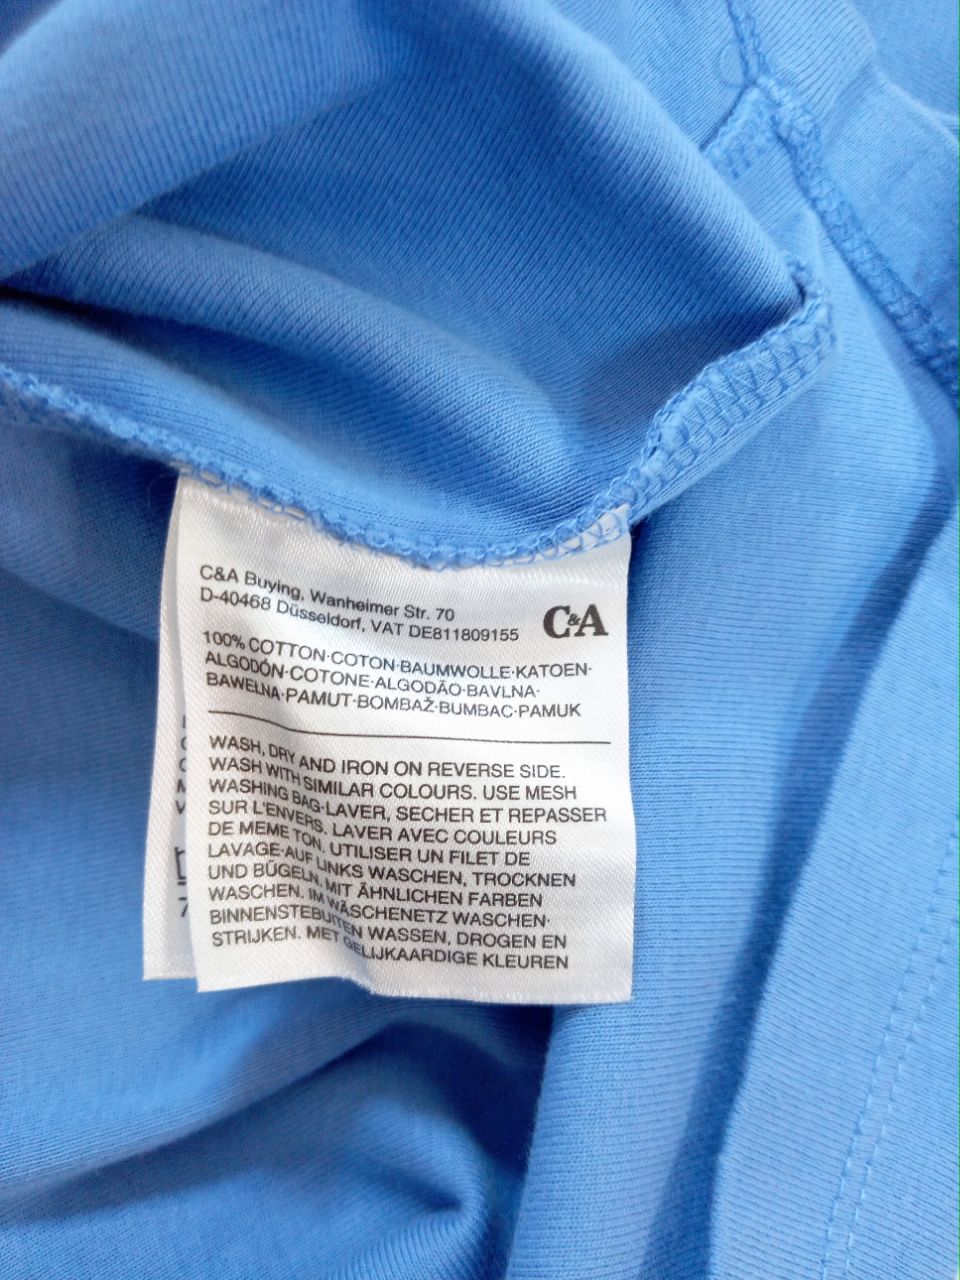 C&A Buying, Wanheimer Str. 70
D-40468 Düsseldorf, VAT DE811809155
C&A
100% COTTON·COTON·BAUMWOLLE·KATOEN·
ALGODÓN·COTONE·ALGODÃO·BAVLNA·
BAWEŁNA·PAMUT·BOMBAŽ·BUMBAC·PAMUK
WASH, DRY AND IRON ON REVERSE SIDE.
WASH WITH SIMILAR COLOURS. USE MESH
WASHING BAG·LAVER, SECHER ET REPASSER
SUR L'ENVERS. LAVER AVEC COULEURS
DE MEME TON. UTILISER UN FILET DE
LAVAGE·AUF LINKS WASCHEN, TROCKNEN
UND BÜGELN, MIT ÄHNLICHEN FARBEN
WASCHEN. IM WÄSCHENETZ WASCHEN·
BINNENSTEBUITEN WASSEN, DROGEN EN
STRIJKEN. MET GELIJKAARDIGE KLEUREN